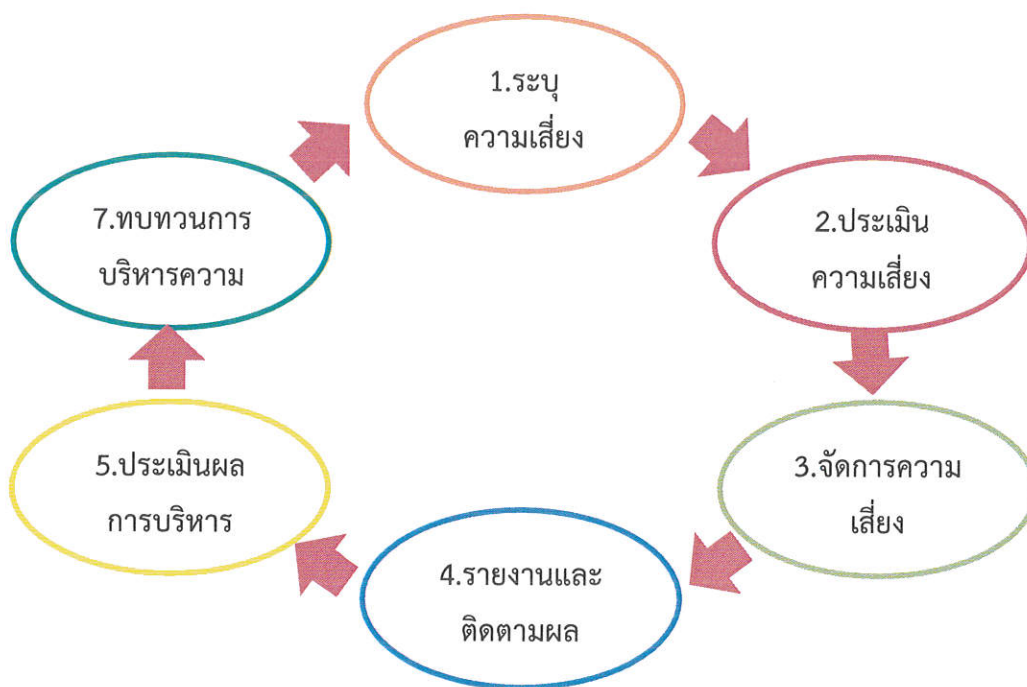 1.ระบุ
ความเสี่ยง
2.ประเมิน
ความเสี่ยง
3.จัดการความ
เสี่ยง
4.รายงานและ
ติดตามผล
5.ประเมินผล
การบริหาร
7.ทบทวนการ
บริหารความ